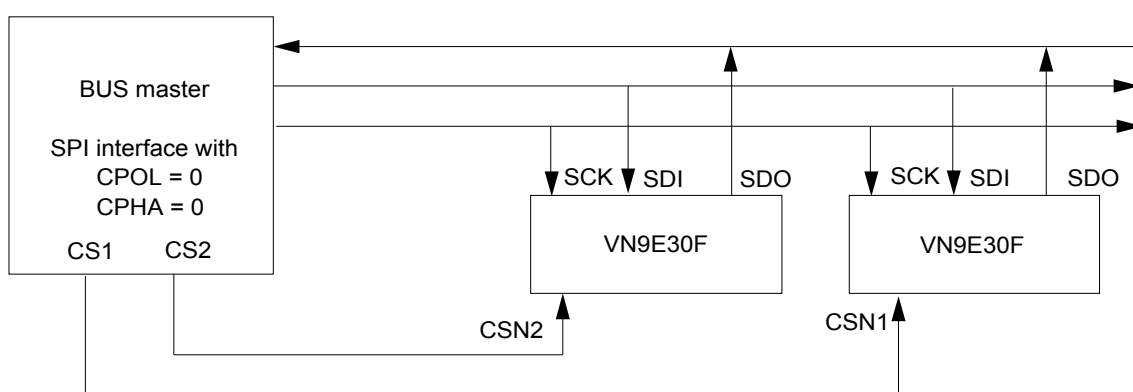 BUS master
SPI interface with
CPOL = 0
CPHA = 0
CS1 CS2
SCK SDI SDO
SCK SDI SDO
VN9E30F
VN9E30F
CSN2
CSN1